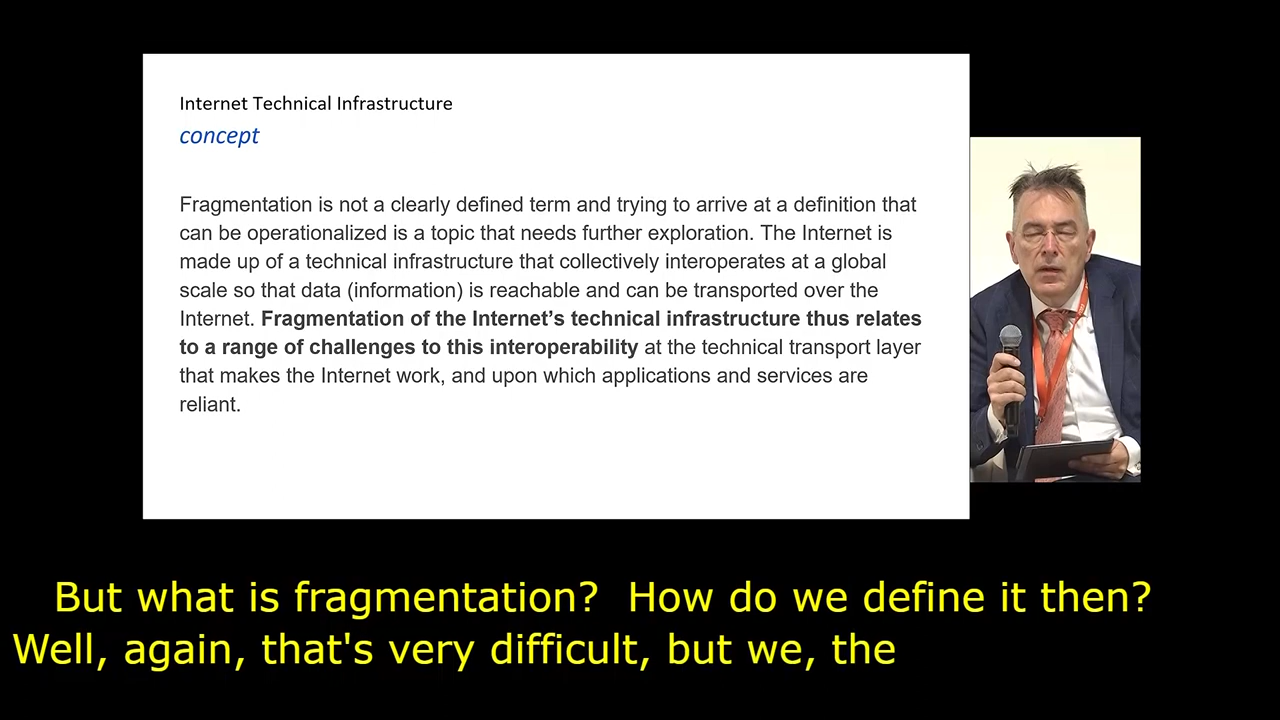 Internet Technical Infrastructure
concept
Fragmentation is not a clearly defined term and trying to arrive at a definition that
can be operationalized is a topic that needs further exploration. The Internet is
made up of a technical infrastructure that collectively interoperates at a global
scale so that data (information) is reachable and can be transported over the
Internet. Fragmentation of the Internet’s technical infrastructure thus relates
to a range of challenges to this interoperability at the technical transport layer
that makes the Internet work, and upon which applications and services are
reliant.
But what is fragmentation?  How do we define it then?
Well, again, that's very difficult, but we, the